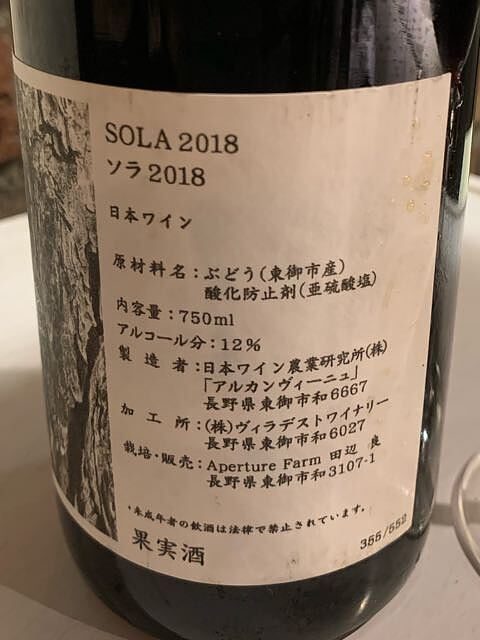 SOLA 2018
ソラ 2018
日本ワイン
原材料名：ぶどう(東御市産)
酸化防止剤(亜硫酸塩)
内容量：750ml
アルコール分：12%
製造者：日本ワイン農業研究所(株)
「アルカンヴィーニュ」
長野県東御市和6667
加工所：(株)ヴィラデストワイナリー
長野県東御市和6027
栽培・販売：Aperture Farm 田辺 良
長野県東御市和3107-1
・未成年者の飲酒は法律で禁止されています。
355/552
果実酒